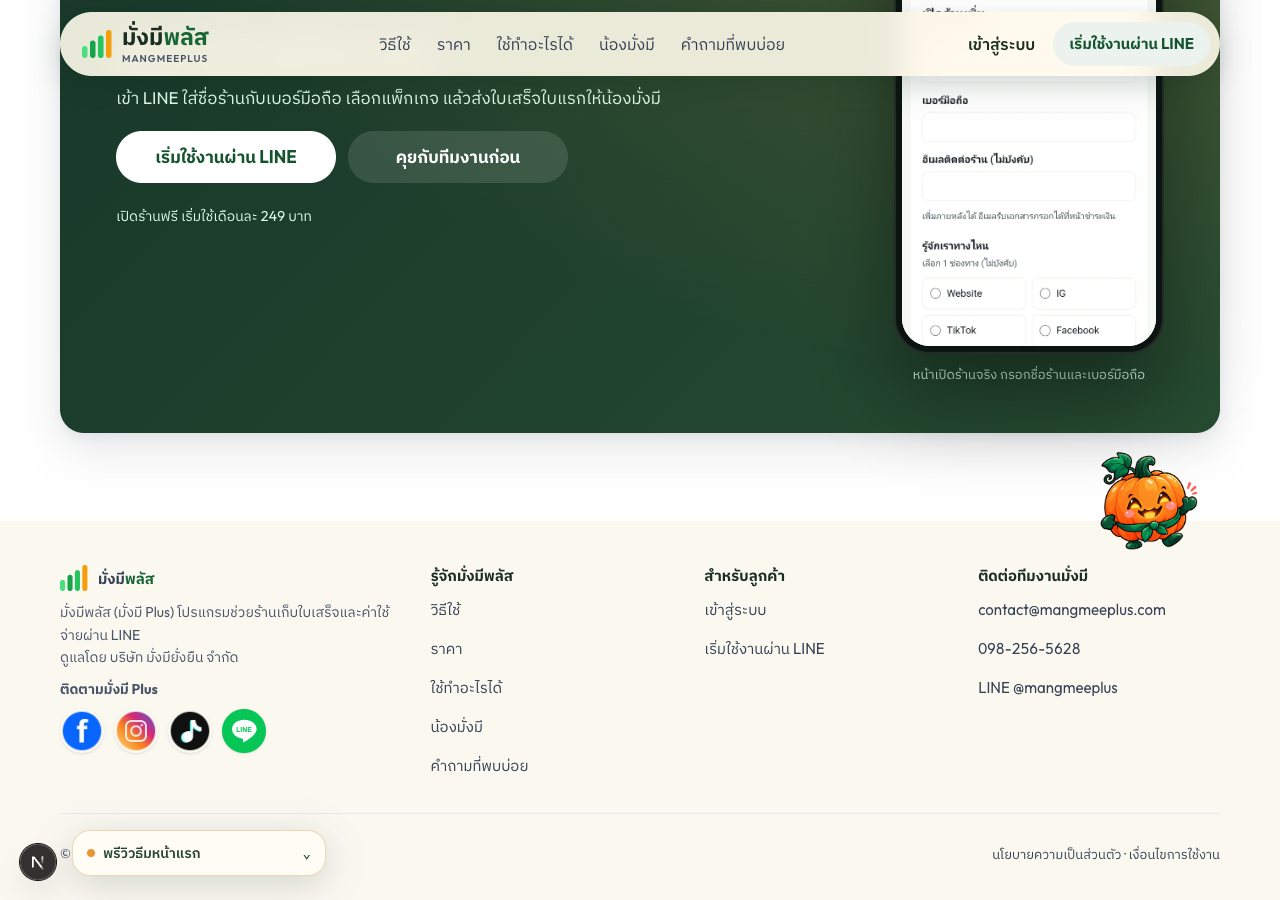 มั่งมีพลัส
MANGMEEPLUS
วิธีใช้
ราคา
ใช้ทำอะไรได้
น้องมั่งมี
คำถามที่พบบ่อย
เข้าสู่ระบบ
เริ่มใช้งานผ่าน LINE
เข้า LINE ใส่ชื่อร้านกับเบอร์มือถือ เลือกแพ็กเกจ แล้วส่งใบเสร็จใบแรกให้น้องมั่งมี
เริ่มใช้งานผ่าน LINE
คุยกับทีมงานก่อน
เปิดร้านฟรี เริ่มใช้เดือนละ 249 บาท
เบอร์มือถือ
อีเมลติดต่อร้าน (ไม่บังคับ)
เพิ่มภายหลังได้ อีเมลรับเอกสารกรอกได้ที่หน้าชำระเงิน
รู้จักเราทางไหน
เลือก 1 ช่องทาง (ไม่บังคับ)
Website
IG
TikTok
Facebook
หน้าเปิดร้านจริง กรอกชื่อร้านและเบอร์มือถือ
มั่งมีพลัส
มั่งมีพลัส (มั่งมี Plus) โปรแกรมช่วยร้านเก็บใบเสร็จและค่าใช้
จ่ายผ่าน LINE
ดูแลโดย บริษัท มั่งมียั่งยืน จำกัด
ติดตามมั่งมี Plus
LINE
รู้จักมั่งมีพลัส
วิธีใช้
ราคา
ใช้ทำอะไรได้
น้องมั่งมี
คำถามที่พบบ่อย
สำหรับลูกค้า
เข้าสู่ระบบ
เริ่มใช้งานผ่าน LINE
ติดต่อทีมงานมั่งมี
contact@mangmeeplus.com
098-256-5628
LINE @mangmeeplus
©
พรีวิวธีมหน้าแรก
นโยบายความเป็นส่วนตัว · เงื่อนไขการใช้งาน